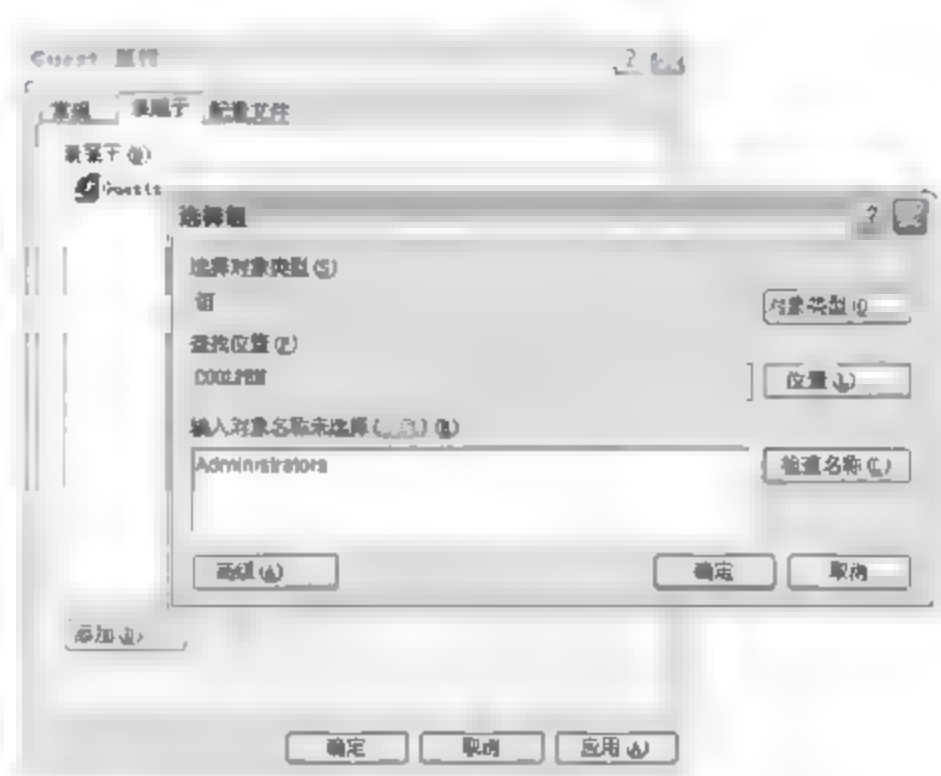 Guest 属性
常规 隶属于 配置文件
隶属于(M)
Guests
选择组
选择对象类型(S)
组
对象类型(O)
查找位置(F)
位置(L)
输入对象名称来选择(示例)(E)
Administrators
检查名称(C)
高级(A)
确定
取消
添加(D)
确定
取消
应用(A)